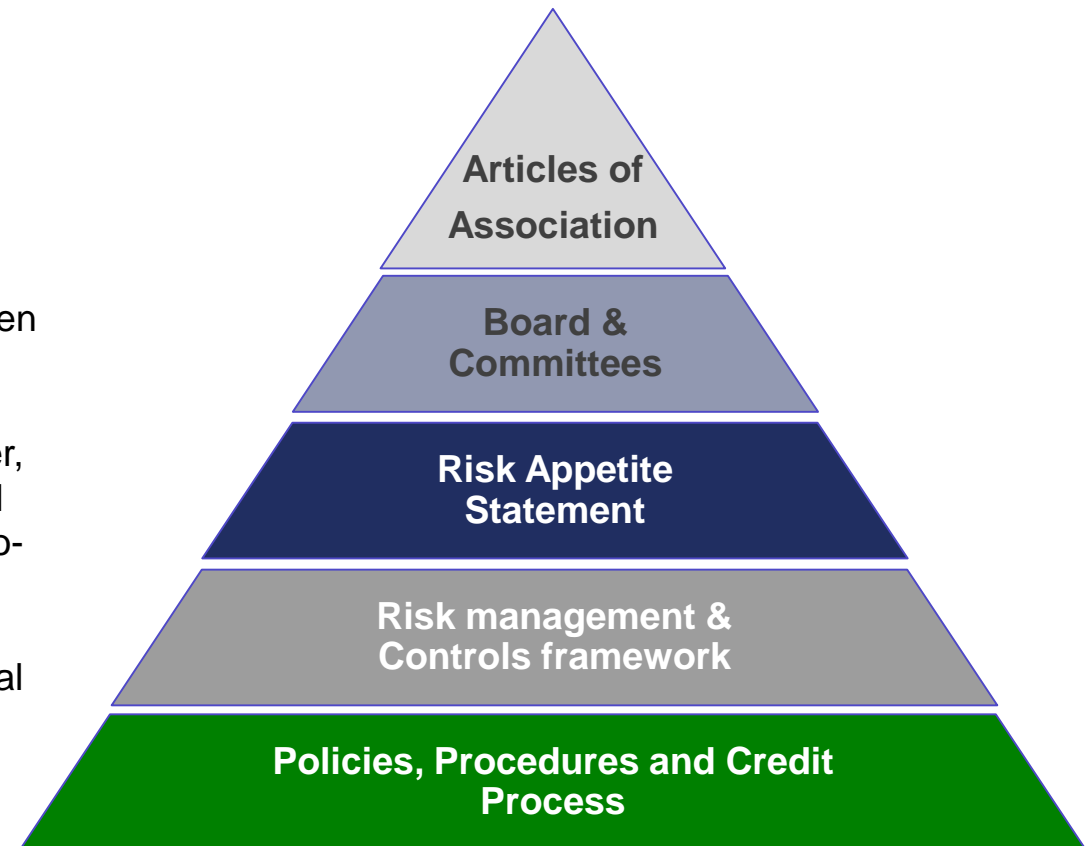 Articles of
Association
Board &
Committees
Risk Appetite
Statement
Risk management &
Controls framework
Policies, Procedures and Credit
Process